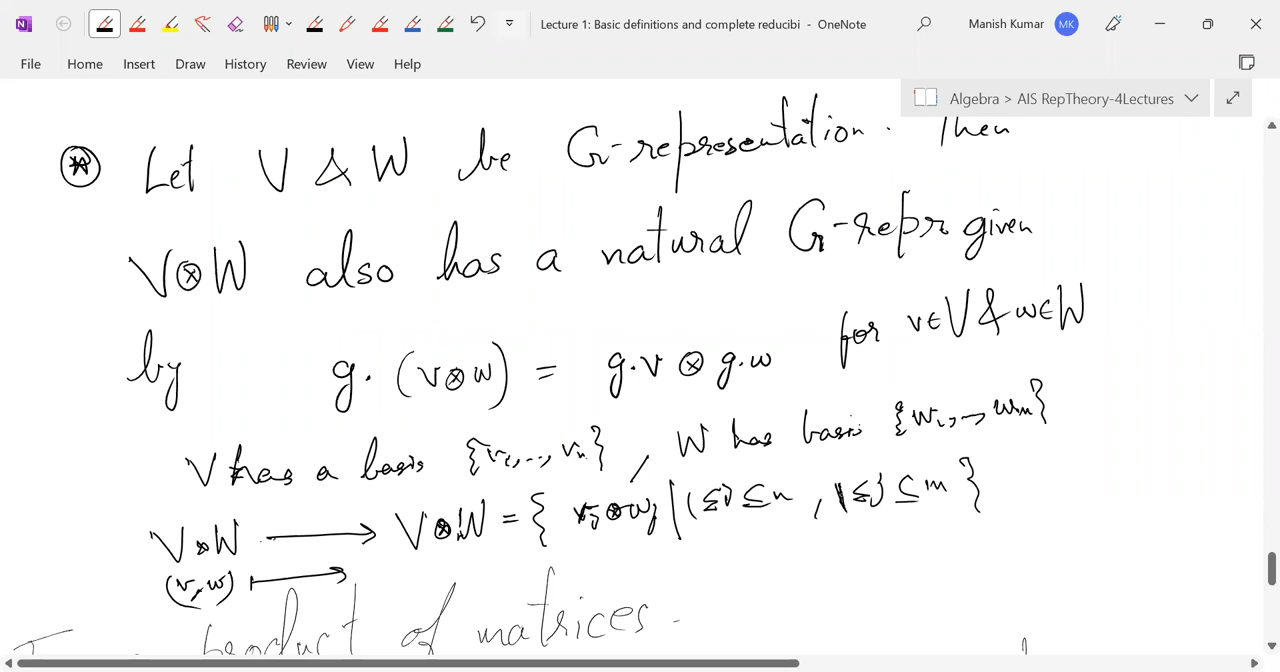 Lecture 1: Basic definitions and complete reducibi - OneNote
Manish Kumar
MK
File Home Insert Draw History Review View Help
Algebra > AIS RepTheory-4Lectures
⊛ Let V & W be G-representation. Then
V⊗W also has a natural G-repr given
by g.(v⊗w) = g.v ⊗ g.w for v∈V & w∈W
V has a basis {v1,..,vn}, W has basis {w1,..,wm}
V×W → V⊗W = { vi⊗wj | 1≤i≤n, 1≤j≤m }
(v,w) ↦
product of matrices.